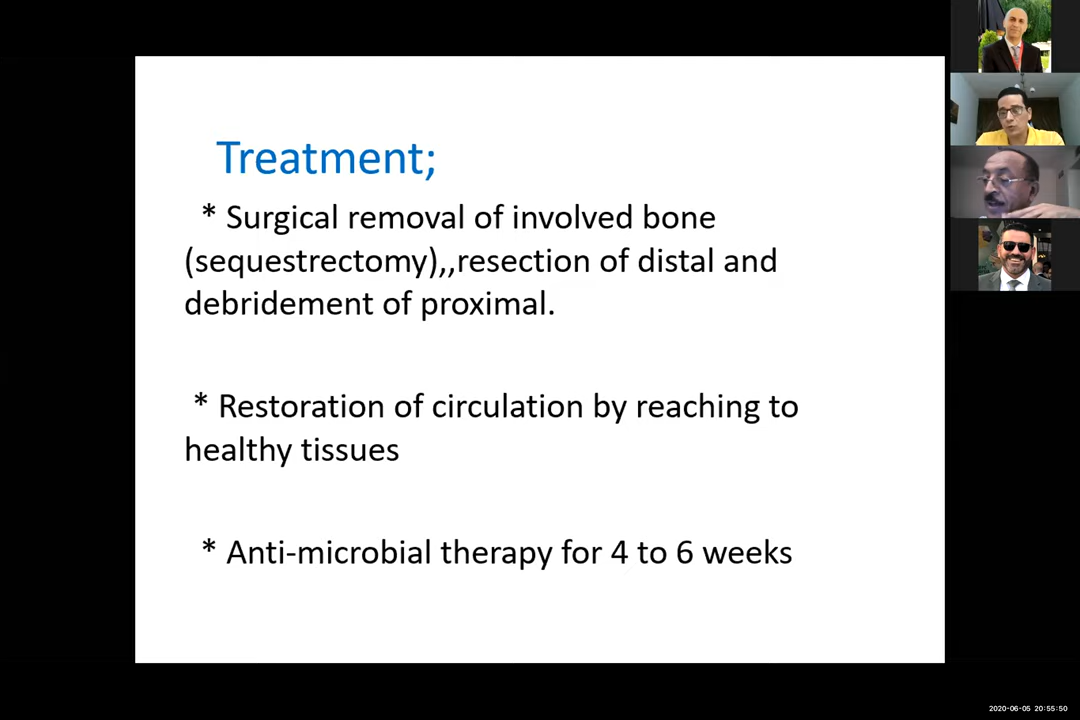 Treatment;
* Surgical removal of involved bone
(sequestrectomy),,resection of distal and
debridement of proximal.
* Restoration of circulation by reaching to
healthy tissues
* Anti-microbial therapy for 4 to 6 weeks
2020-06-05 20:55:50